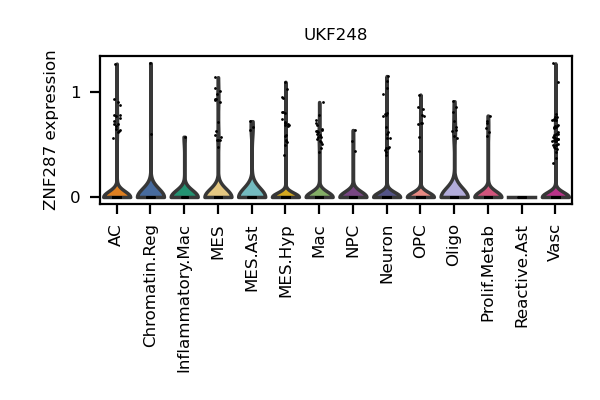 UKF248
ZNF287 expression
1
0
AC
Chromatin.Reg
Inflammatory.Mac
MES
MES.Ast
MES.Hyp
Mac
NPC
Neuron
OPC
Oligo
Prolif.Metab
Reactive.Ast
Vasc